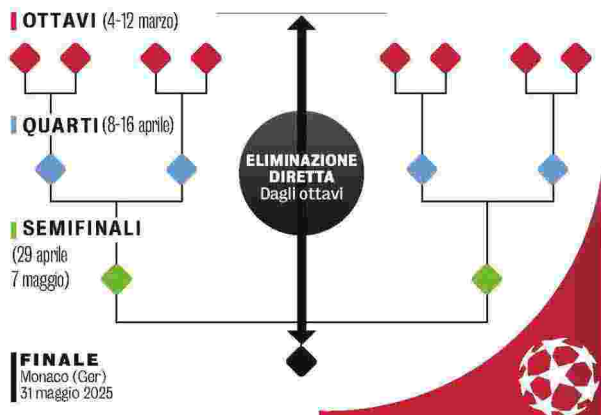 OTTAVI (4-12 marzo)
QUARTI (8-16 aprile)
ELIMINAZIONE
DIRETTA
Dagli ottavi
SEMIFINALI
(29 aprile
7 maggio)
FINALE
Monaco (Ger)
31 maggio 2025